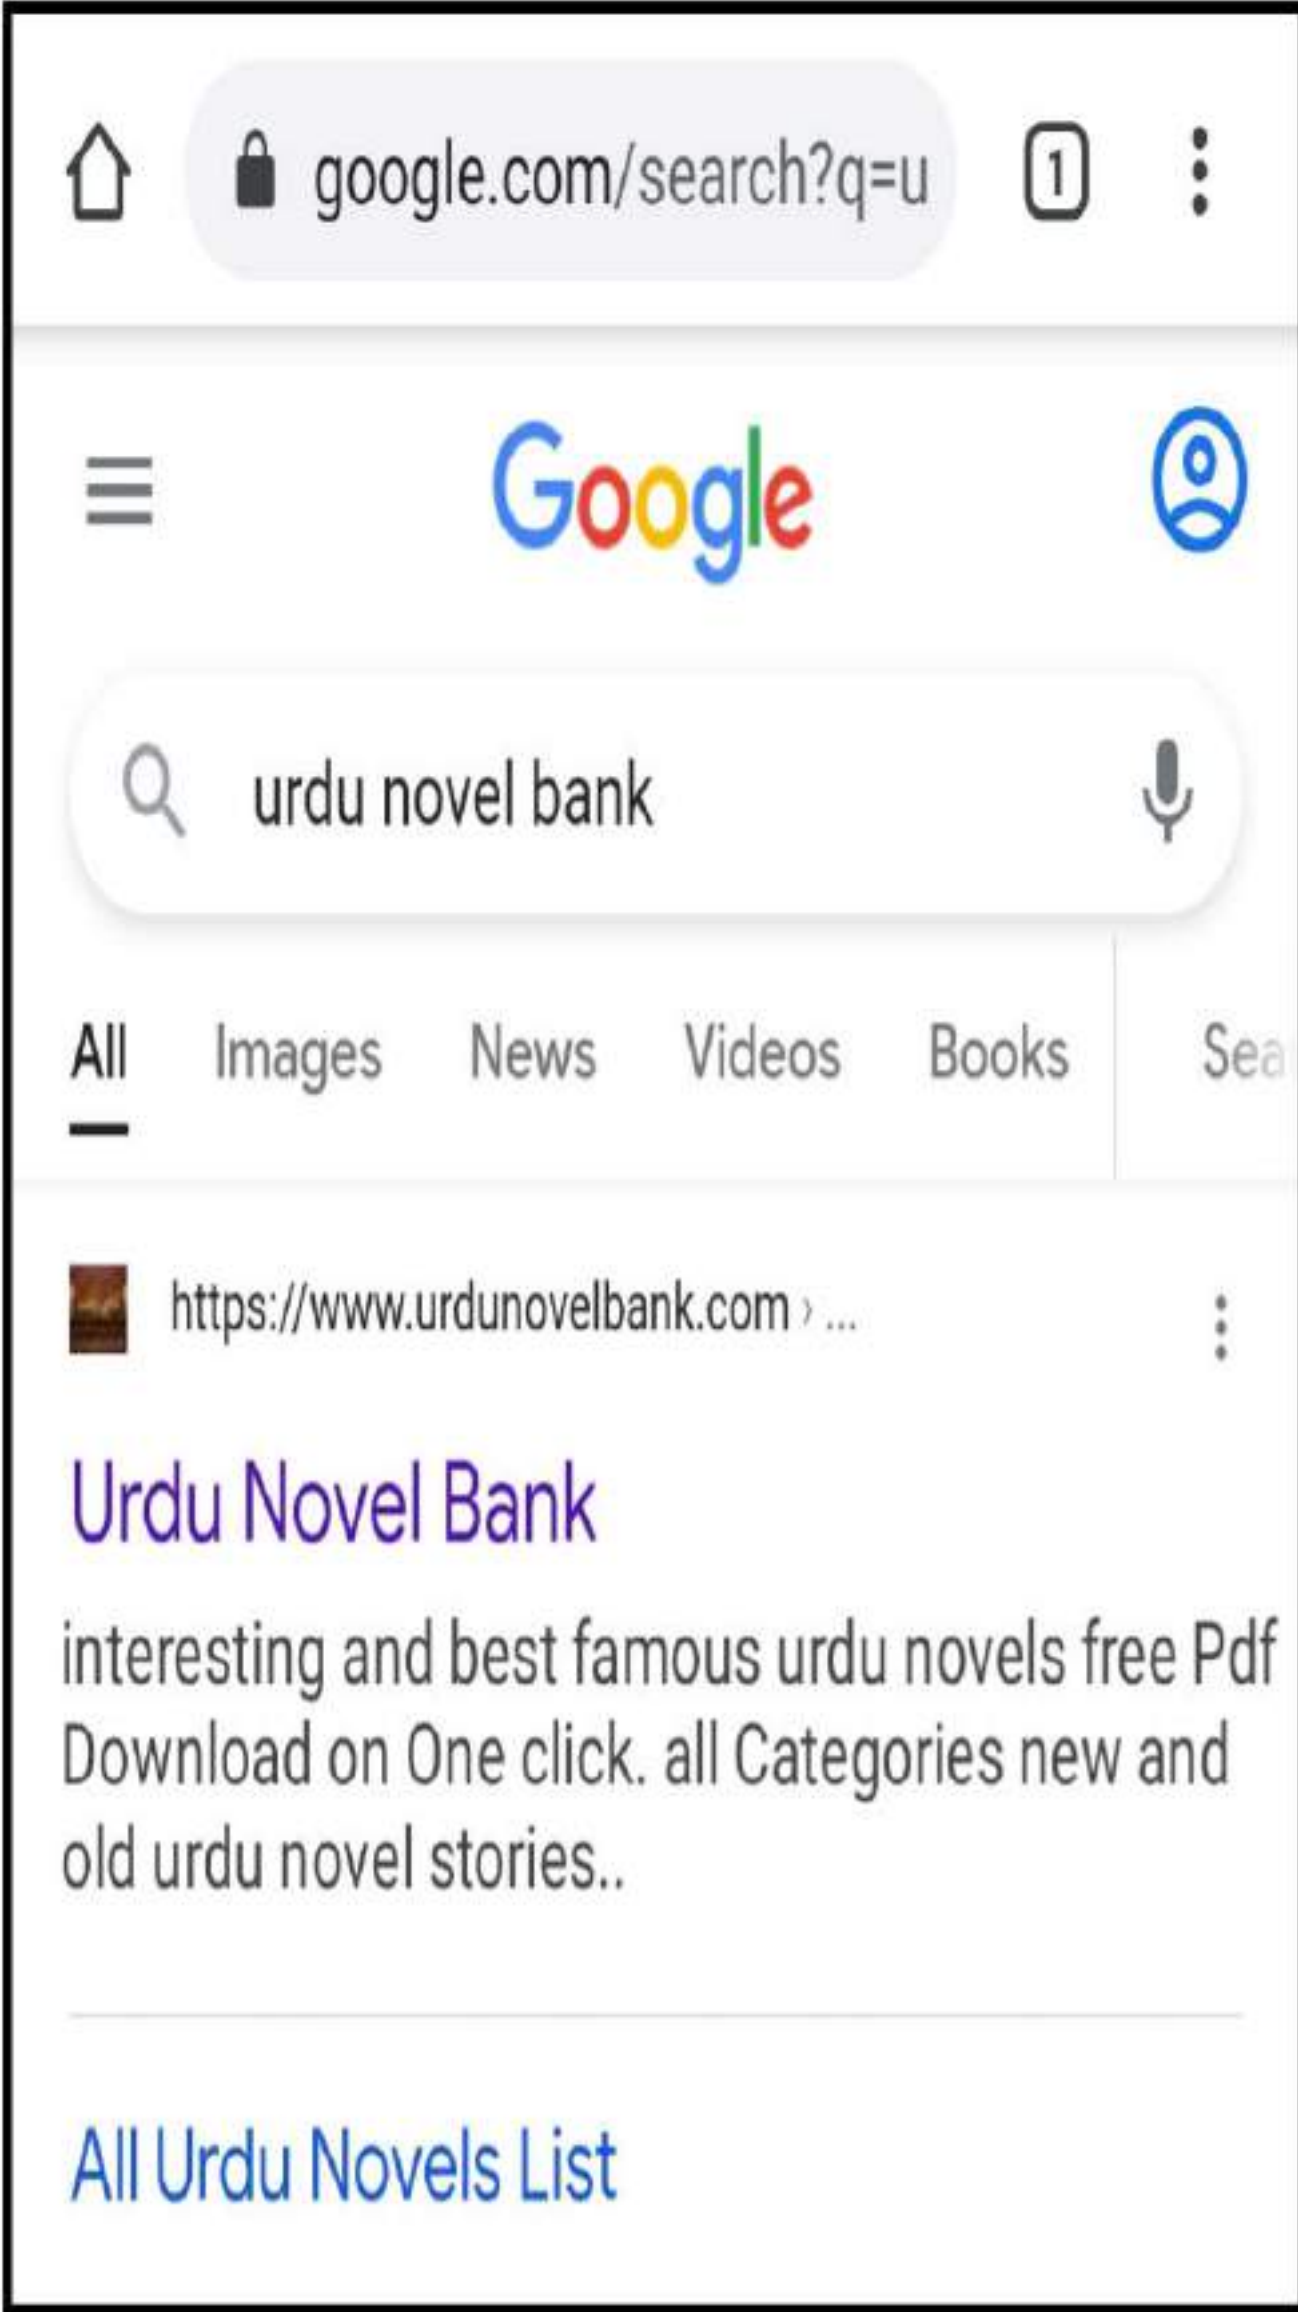 google.com/search?q=u
1
Google
urdu novel bank
All Images News Videos Books Sea
https://www.urdunovelbank.com › ...
Urdu Novel Bank
interesting and best famous urdu novels free Pdf
Download on One click. all Categories new and
old urdu novel stories..
All Urdu Novels List